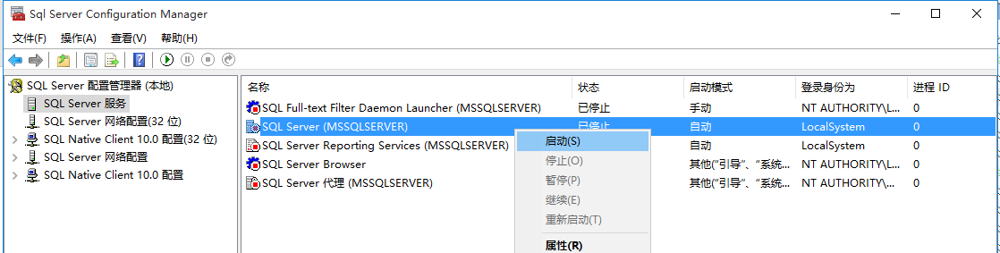 Sql Server Configuration Manager
文件(F) 操作(A) 查看(V) 帮助(H)
SQL Server 配置管理器 (本地)
SQL Server 服务
SQL Server 网络配置(32 位)
SQL Native Client 10.0 配置(32 位)
SQL Server 网络配置
SQL Native Client 10.0 配置
名称 状态 启动模式 登录身份为 进程 ID
SQL Full-text Filter Daemon Launcher (MSSQLSERVER) 已停止 手动 NT AUTHORITY\L... 0
SQL Server (MSSQLSERVER) 已停止 自动 LocalSystem 0
SQL Server Reporting Services (MSSQLSERVER) 自动 LocalSystem 0
SQL Server Browser 其他("引导"、"系统... NT AUTHORITY\L... 0
SQL Server 代理 (MSSQLSERVER) 其他("引导"、"系统... NT AUTHORITY\... 0
启动(S)
停止(O)
暂停(P)
继续(E)
重新启动(T)
属性(R)